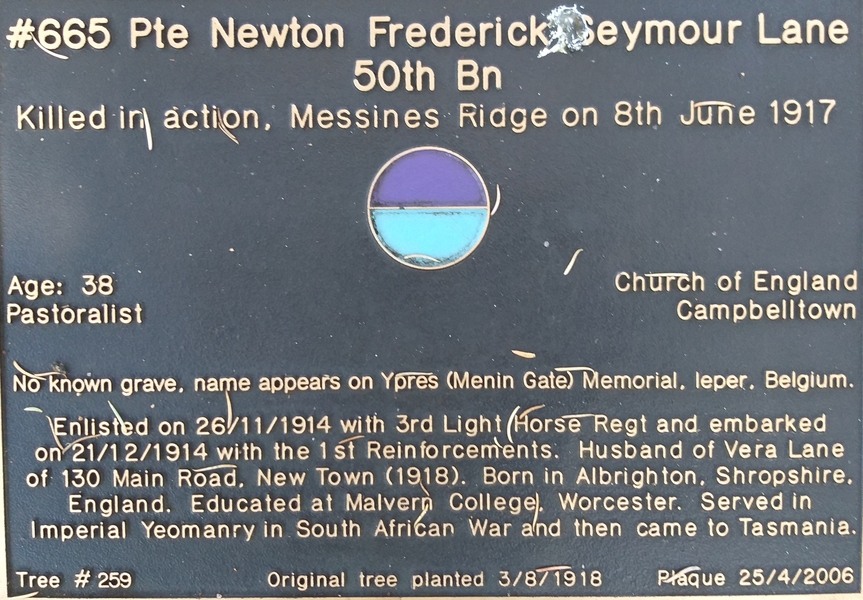 #665 Pte Newton Frederick Seymour Lane
50th Bn
Killed in action, Messines Ridge on 8th June 1917
Age: 38
Pastoralist
Church of England
Campbelltown
No known grave, name appears on Ypres (Menin Gate) Memorial, Ieper, Belgium.
Enlisted on 26/11/1914 with 3rd Light Horse Regt and embarked
on 21/12/1914 with the 1st Reinforcements. Husband of Vera Lane
of 130 Main Road, New Town (1918). Born in Albrighton, Shropshire,
England. Educated at Malvern College, Worcester. Served in
Imperial Yeomanry in South African War and then came to Tasmania.
Tree # 259 Original tree planted 3/8/1918 Plaque 25/4/2006